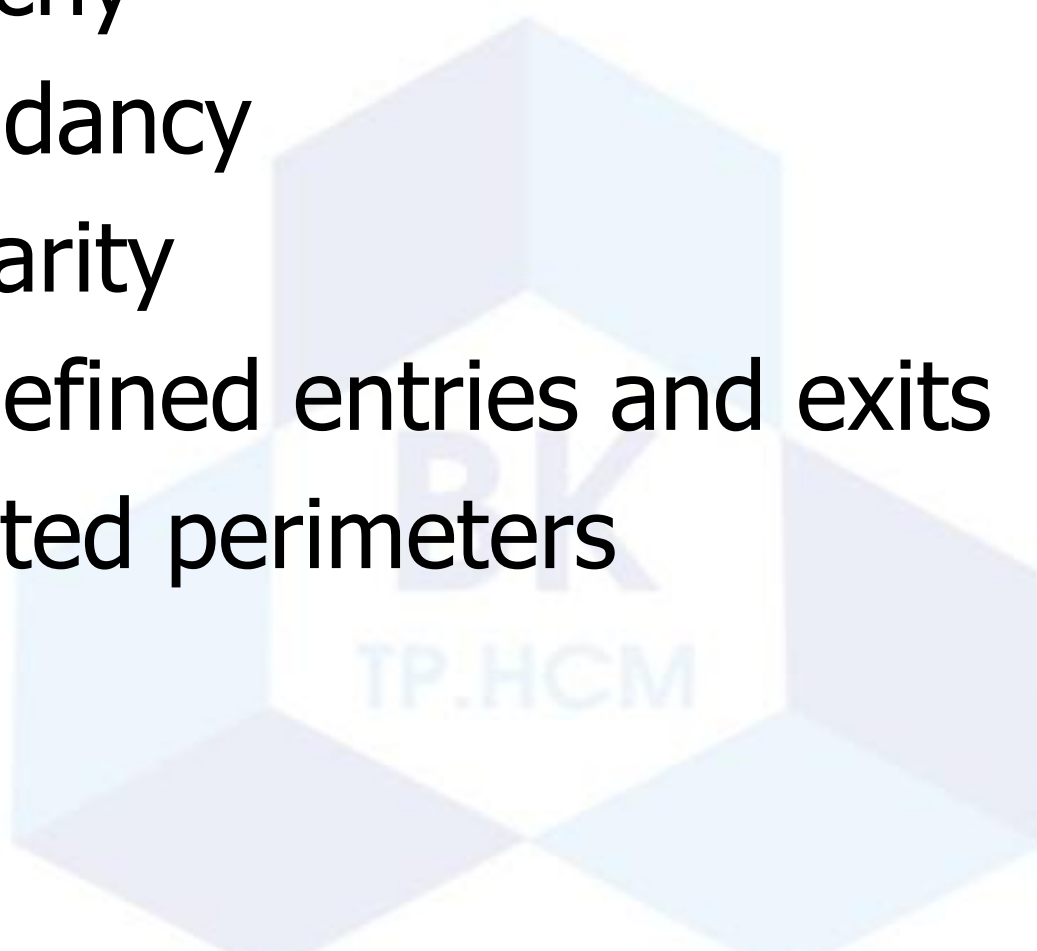 dancy
arity
efined entries and exits
ted perimeters
BK
TP.HCM